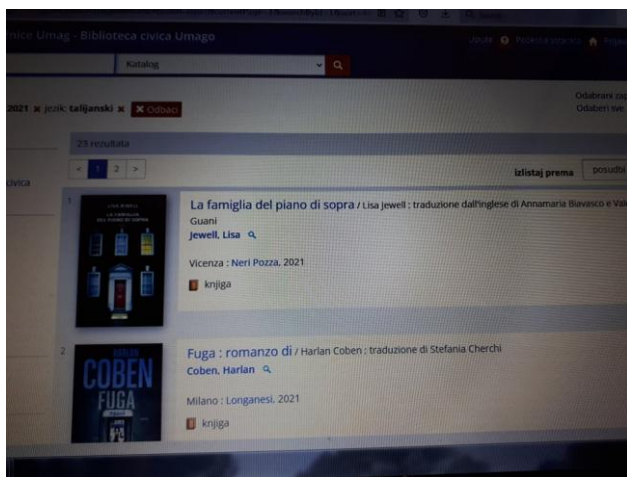 nice Umag - Biblioteca civica Umago
Katalog
2021 x jezik: talijanski x x Odbaci
Odabrani
Odaberi sve
23 rezultata
< 1 2 >
izlistaj prema posudbi
civica
1
LISA JEWELL
LA FAMIGLIA
DEL PIANO DI SOPRA
La famiglia del piano di sopra / Lisa Jewell ; traduzione dall'inglese di Annamaria Biavasco e
Guani
Jewell, Lisa
Vicenza : Neri Pozza, 2021
knjiga
2
HARLAN
COBEN
FUGA
Fuga : romanzo di / Harlan Coben ; traduzione di Stefania Cherchi
Coben, Harlan
Milano : Longanesi, 2021
knjiga